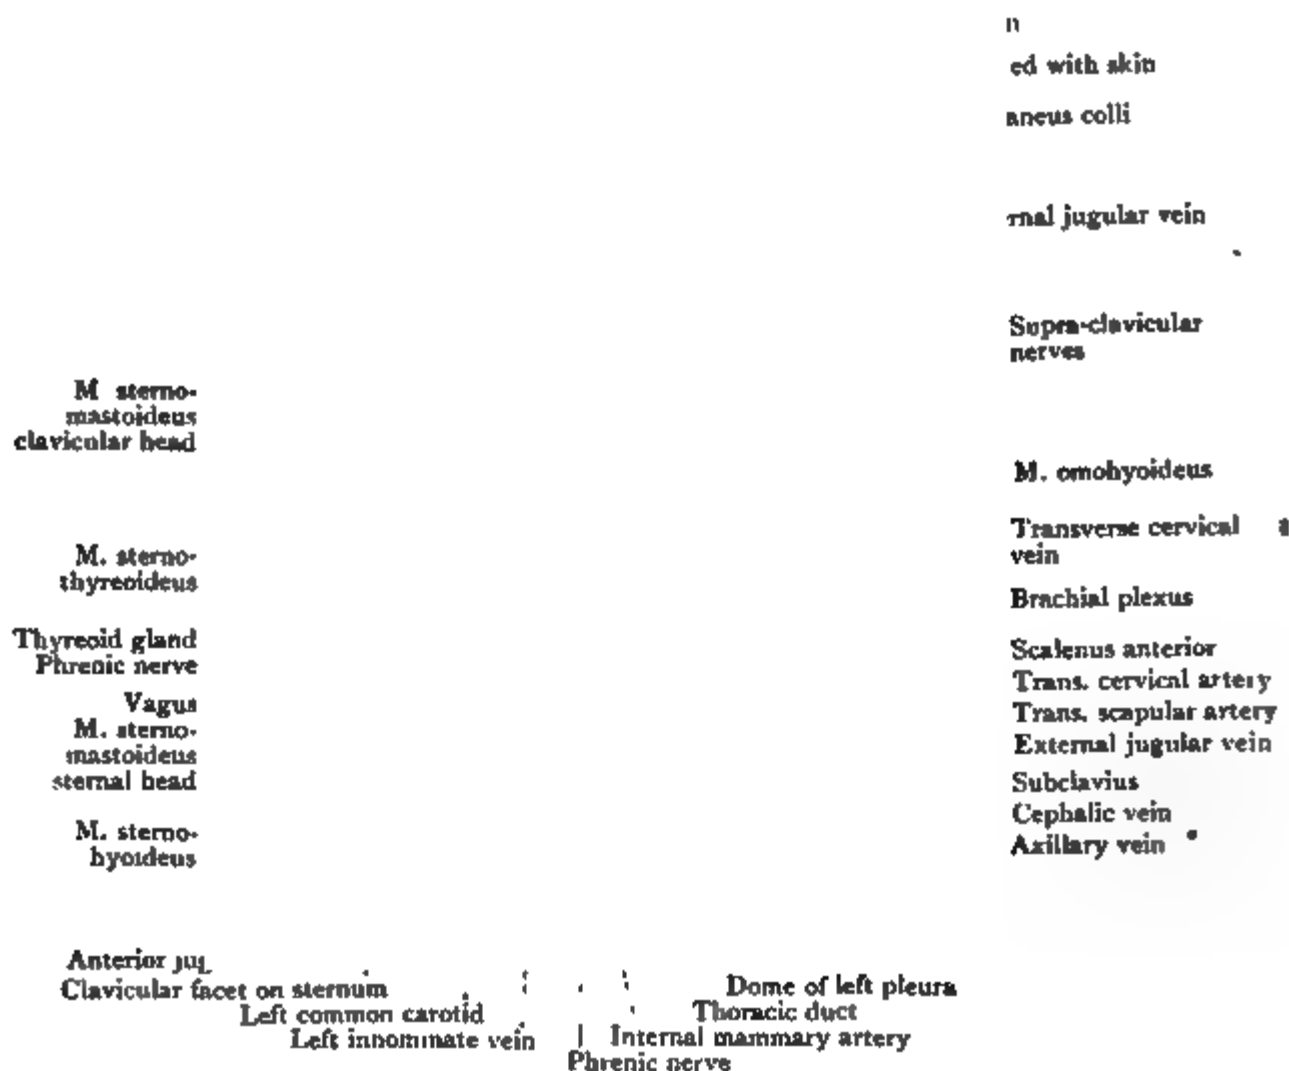 n
ed with skin
aneus colli
rnal jugular vein
Supra-clavicular
nerves
M sterno-
mastoideus
clavicular head
M. omohyoideus
Transverse cervical
vein
M. sterno-
thyreoideus
Brachial plexus
Thyreoid gland
Phrenic nerve
Scalenus anterior
Trans. cervical artery
Vagus
Trans. scapular artery
M. sterno-
mastoideus
sternal head
External jugular vein
Subclavius
Cephalic vein
M. sterno-
hyoideus
Axillary vein
Anterior jug
Clavicular facet on sternum
Dome of left pleura
Left common carotid
Thoracic duct
Left innominate vein
Internal mammary artery
Phrenic nerve